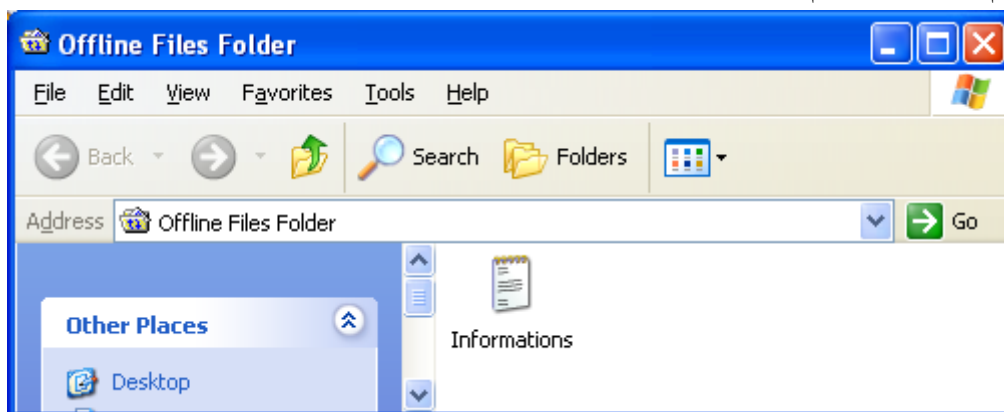 Offline Files Folder
File Edit View Favorites Tools Help
Back Search Folders
Address Offline Files Folder Go
Other Places
Informations
Desktop